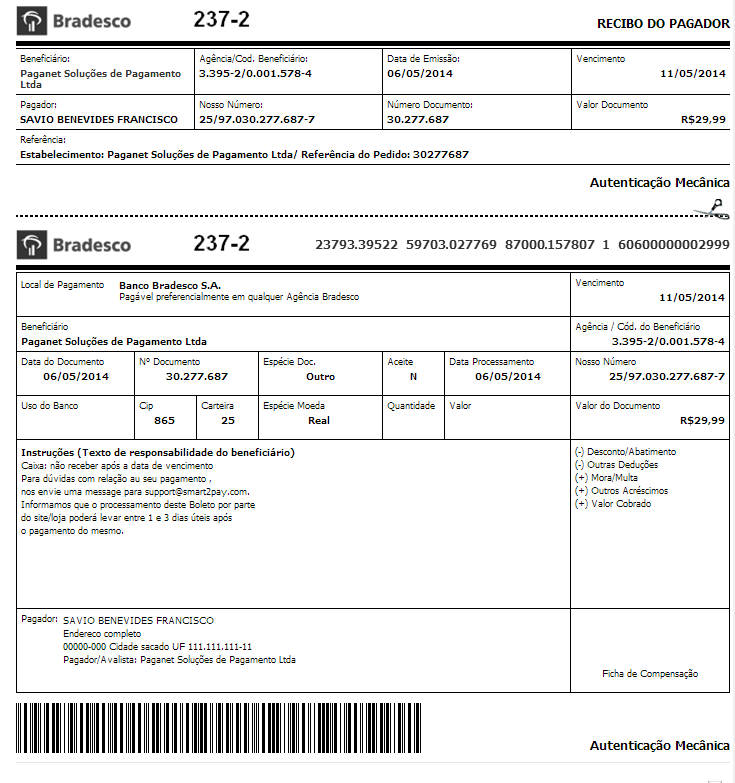 Bradesco 237-2 RECIBO DO PAGADOR
Beneficiário: Agência/Cod. Beneficiário: Data de Emissão: Vencimento
Paganet Soluções de Pagamento Ltda 3.395-2/0.001.578-4 06/05/2014 11/05/2014
Pagador: Nosso Número: Número Documento: Valor Documento
SAVIO BENEVIDES FRANCISCO 25/97.030.277.687-7 30.277.687 R$29,99
Referência:
Estabelecimento: Paganet Soluções de Pagamento Ltda/ Referência do Pedido: 30277687
Autenticação Mecânica
Bradesco 237-2 23793.39522 59703.027769 87000.157807 1 60600000002999
Local de Pagamento Banco Bradesco S.A. Vencimento
Pagável preferencialmente em qualquer Agência Bradesco 11/05/2014
Beneficiário Agência / Cód. do Beneficiário
Paganet Soluções de Pagamento Ltda 3.395-2/0.001.578-4
Data do Documento Nº Documento Espécie Doc. Aceite Data Processamento Nosso Número
06/05/2014 30.277.687 Outro N 06/05/2014 25/97.030.277.687-7
Uso do Banco Cip Carteira Espécie Moeda Quantidade Valor Valor do Documento
865 25 Real R$29,99
Instruções (Texto de responsabilidade do beneficiário) (-) Desconto/Abatimento
Caixa: não receber após a data de vencimento (-) Outras Deduções
Para dúvidas com relação au seu pagamento , (+) Mora/Multa
nos envie uma message para support@smart2pay.com. (+) Outros Acréscimos
Informamos que o processamento deste Boleto por parte (+) Valor Cobrado
do site/loja poderá levar entre 1 e 3 dias úteis após
o pagamento do mesmo.
Pagador: SAVIO BENEVIDES FRANCISCO
Endereco completo
00000-000 Cidade sacado UF 111.111.111-11
Pagador/Avalista: Paganet Soluções de Pagamento Ltda
Ficha de Compensação
Autenticação Mecânica